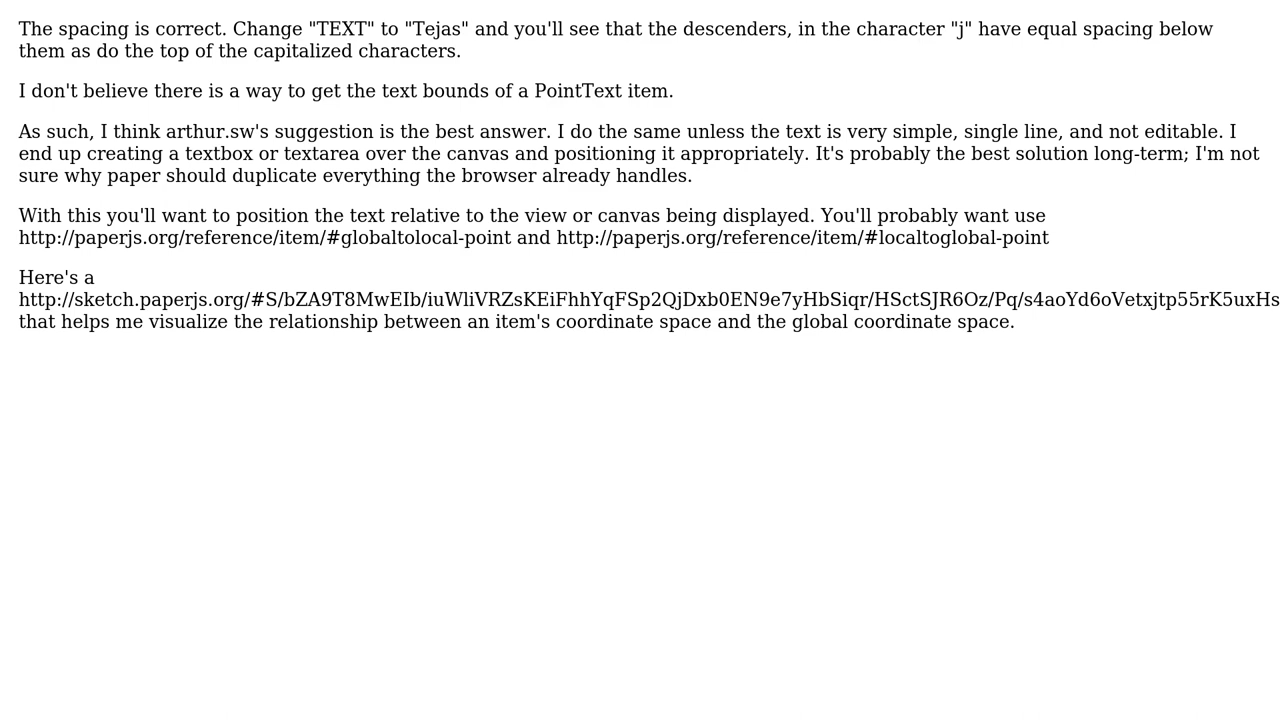 The spacing is correct. Change "TEXT" to "Tejas" and you'll see that the descenders, in the character "j" have equal spacing below
them as do the top of the capitalized characters.
I don't believe there is a way to get the text bounds of a PointText item.
As such, I think arthur.sw's suggestion is the best answer. I do the same unless the text is very simple, single line, and not editable. I
end up creating a textbox or textarea over the canvas and positioning it appropriately. It's probably the best solution long-term; I'm not
sure why paper should duplicate everything the browser already handles.
With this you'll want to position the text relative to the view or canvas being displayed. You'll probably want use
http://paperjs.org/reference/item/#globaltolocal-point and http://paperjs.org/reference/item/#localtoglobal-point
Here's a
http://sketch.paperjs.org/#S/bZA9T8MwEIb/iuWliVRZsKEiFhhYqFSp2QjDxb0EN9e7yHbSiqr/HSctSJR6Oz/Pq/s4aoYd6oVetxjtp55rK5uxHs
that helps me visualize the relationship between an item's coordinate space and the global coordinate space.